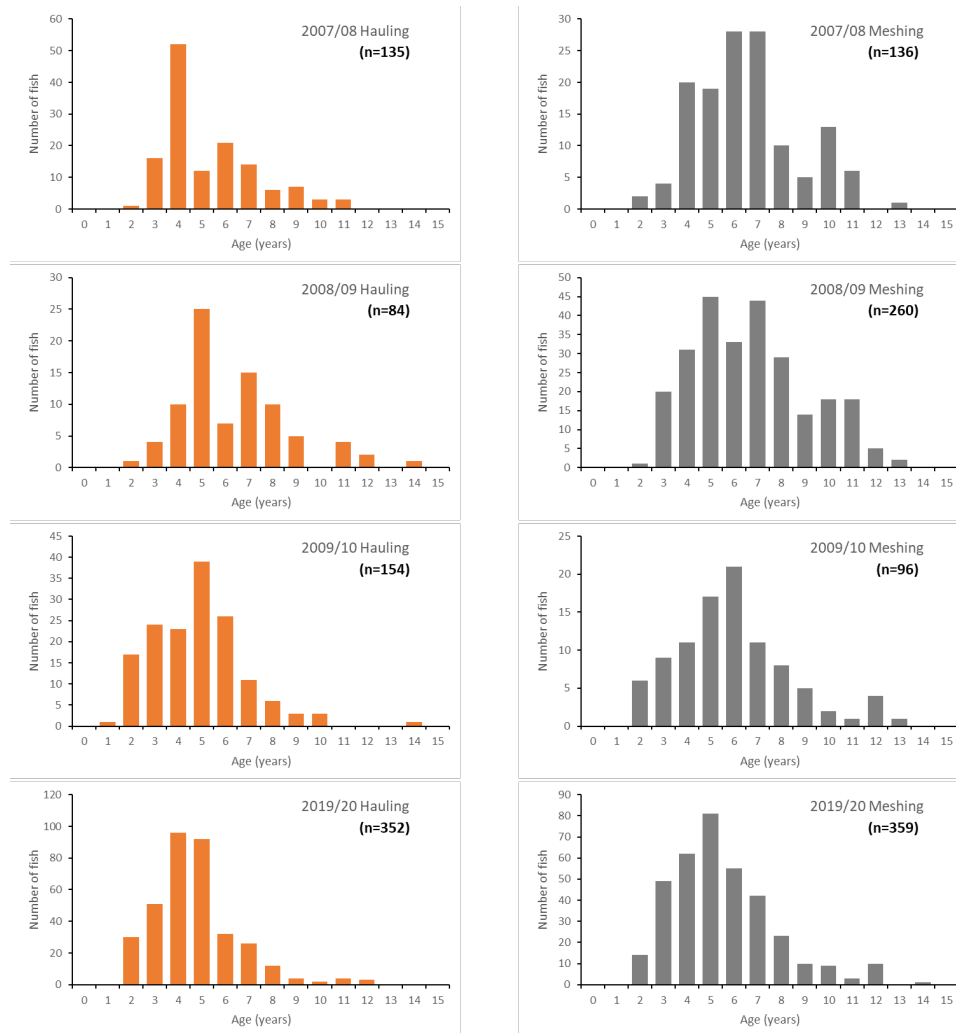 2007/08 Hauling
(n=135)
Number of fish
60
50
40
30
20
10
0
0 1 2 3 4 5 6 7 8 9 10 11 12 13 14 15
Age (years)
2007/08 Meshing
(n=136)
Number of fish
30
25
20
15
10
5
0
0 1 2 3 4 5 6 7 8 9 10 11 12 13 14 15
Age (years)
2008/09 Hauling
(n=84)
Number of fish
30
25
20
15
10
5
0
0 1 2 3 4 5 6 7 8 9 10 11 12 13 14 15
Age (years)
2008/09 Meshing
(n=260)
Number of fish
50
45
40
35
30
25
20
15
10
5
0
0 1 2 3 4 5 6 7 8 9 10 11 12 13 14 15
Age (years)
2009/10 Hauling
(n=154)
Number of fish
45
40
35
30
25
20
15
10
5
0
0 1 2 3 4 5 6 7 8 9 10 11 12 13 14 15
Age (years)
2009/10 Meshing
(n=96)
Number of fish
25
20
15
10
5
0
0 1 2 3 4 5 6 7 8 9 10 11 12 13 14 15
Age (years)
2019/20 Hauling
(n=352)
Number of fish
120
100
80
60
40
20
0
0 1 2 3 4 5 6 7 8 9 10 11 12 13 14 15
Age (years)
2019/20 Meshing
(n=359)
Number of fish
90
80
70
60
50
40
30
20
10
0
0 1 2 3 4 5 6 7 8 9 10 11 12 13 14 15
Age (years)